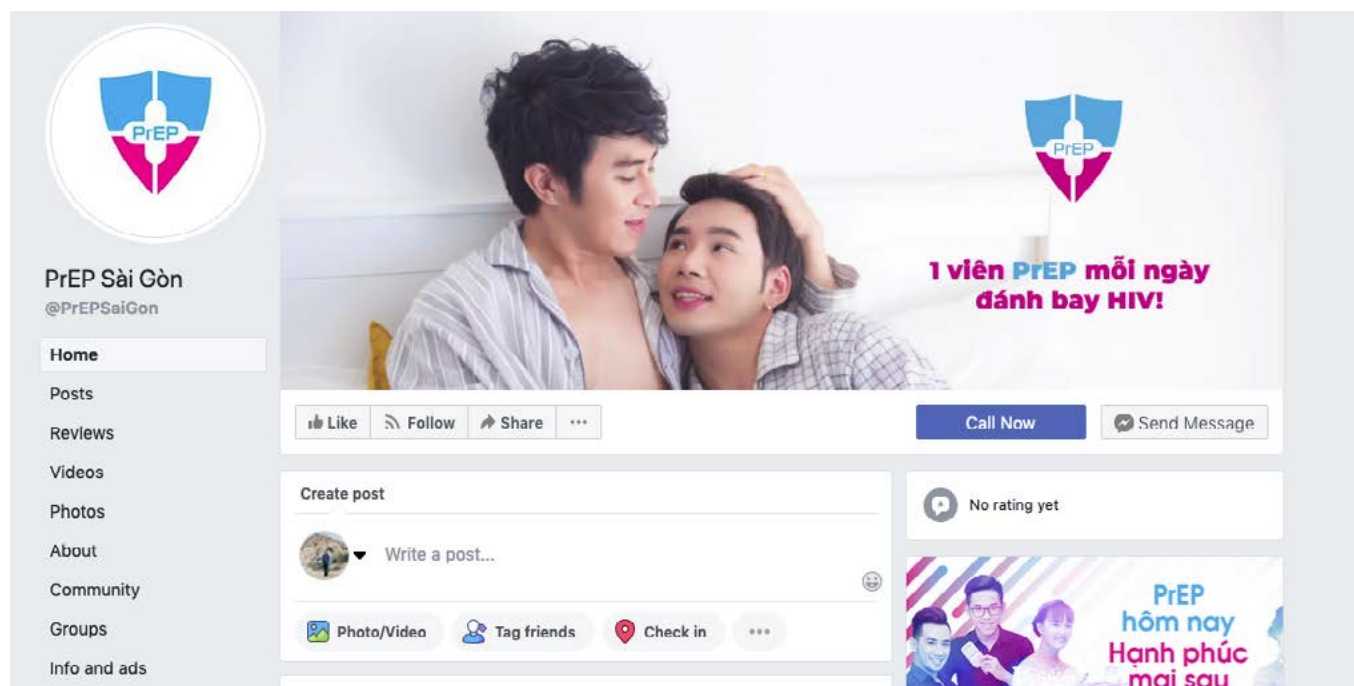 PrEP
PrEP Sài Gòn
@PrEPSaiGon
Home
Posts
Reviews
Videos
Photos
About
Community
Groups
Info and ads
PrEP
1 viên PrEP mỗi ngày
đánh bay HIV!
Like Follow Share
Call Now
Send Message
Create post
Write a post...
Photo/Video Tag friends Check in
No rating yet
PrEP
hôm nay
Hạnh phúc
mai sau